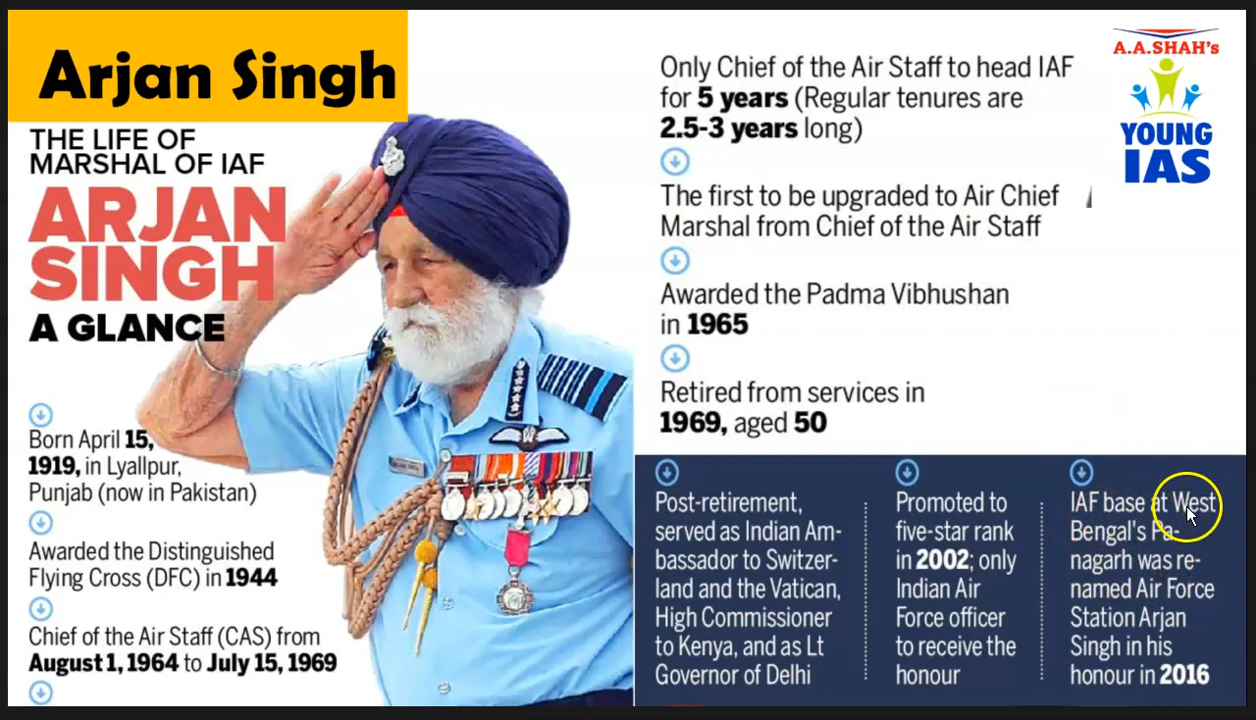 Arjan Singh
THE LIFE OF
MARSHAL OF IAF
ARJAN
SINGH
A GLANCE
Born April 15,
1919, in Lyallpur,
Punjab (now in Pakistan)
Awarded the Distinguished
Flying Cross (DFC) in 1944
Chief of the Air Staff (CAS) from
August 1, 1964 to July 15, 1969
Only Chief of the Air Staff to head IAF
for 5 years (Regular tenures are
2.5-3 years long)
The first to be upgraded to Air Chief
Marshal from Chief of the Air Staff
Awarded the Padma Vibhushan
in 1965
Retired from services in
1969, aged 50
Post-retirement,
served as Indian Am-
bassador to Switzer-
land and the Vatican,
High Commissioner
to Kenya, and as Lt
Governor of Delhi
Promoted to
five-star rank
in 2002; only
Indian Air
Force officer
to receive the
honour
IAF base at West
Bengal's Pa-
nagarh was re-
named Air Force
Station Arjan
Singh in his
honour in 2016
A.A.SHAH's
YOUNG
IAS